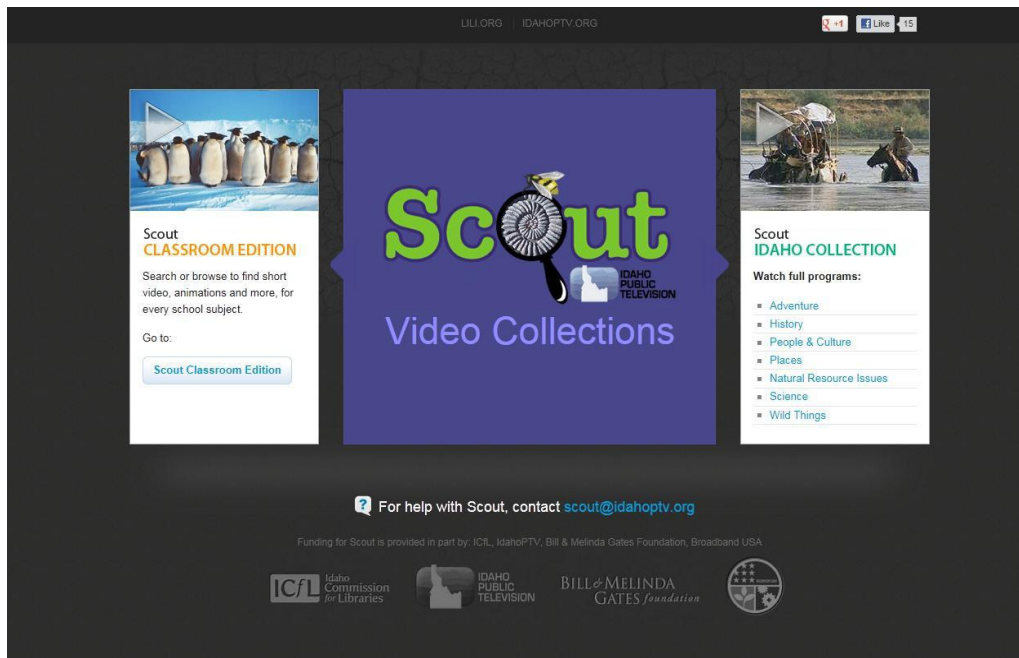 LILI.ORG
IDAHOPTV.ORG
+1
Like
15
Scout
CLASSROOM EDITION
Search or browse to find short
video, animations and more, for
every school subject.
Go to:
Scout Classroom Edition
Scout
IDAHO
PUBLIC
TELEVISION
Video Collections
Scout
IDAHO COLLECTION
Watch full programs:
Adventure
History
People & Culture
Places
Natural Resource Issues
Science
Wild Things
For help with Scout, contact scout@idahoptv.org
Funding for Scout is provided in part by: ICfL, IdahoPTV, Bill & Melinda Gates Foundation, Broadband USA
ICfL
Idaho
Commission
for Libraries
IDAHO
PUBLIC
TELEVISION
BILL & MELINDA
GATES foundation